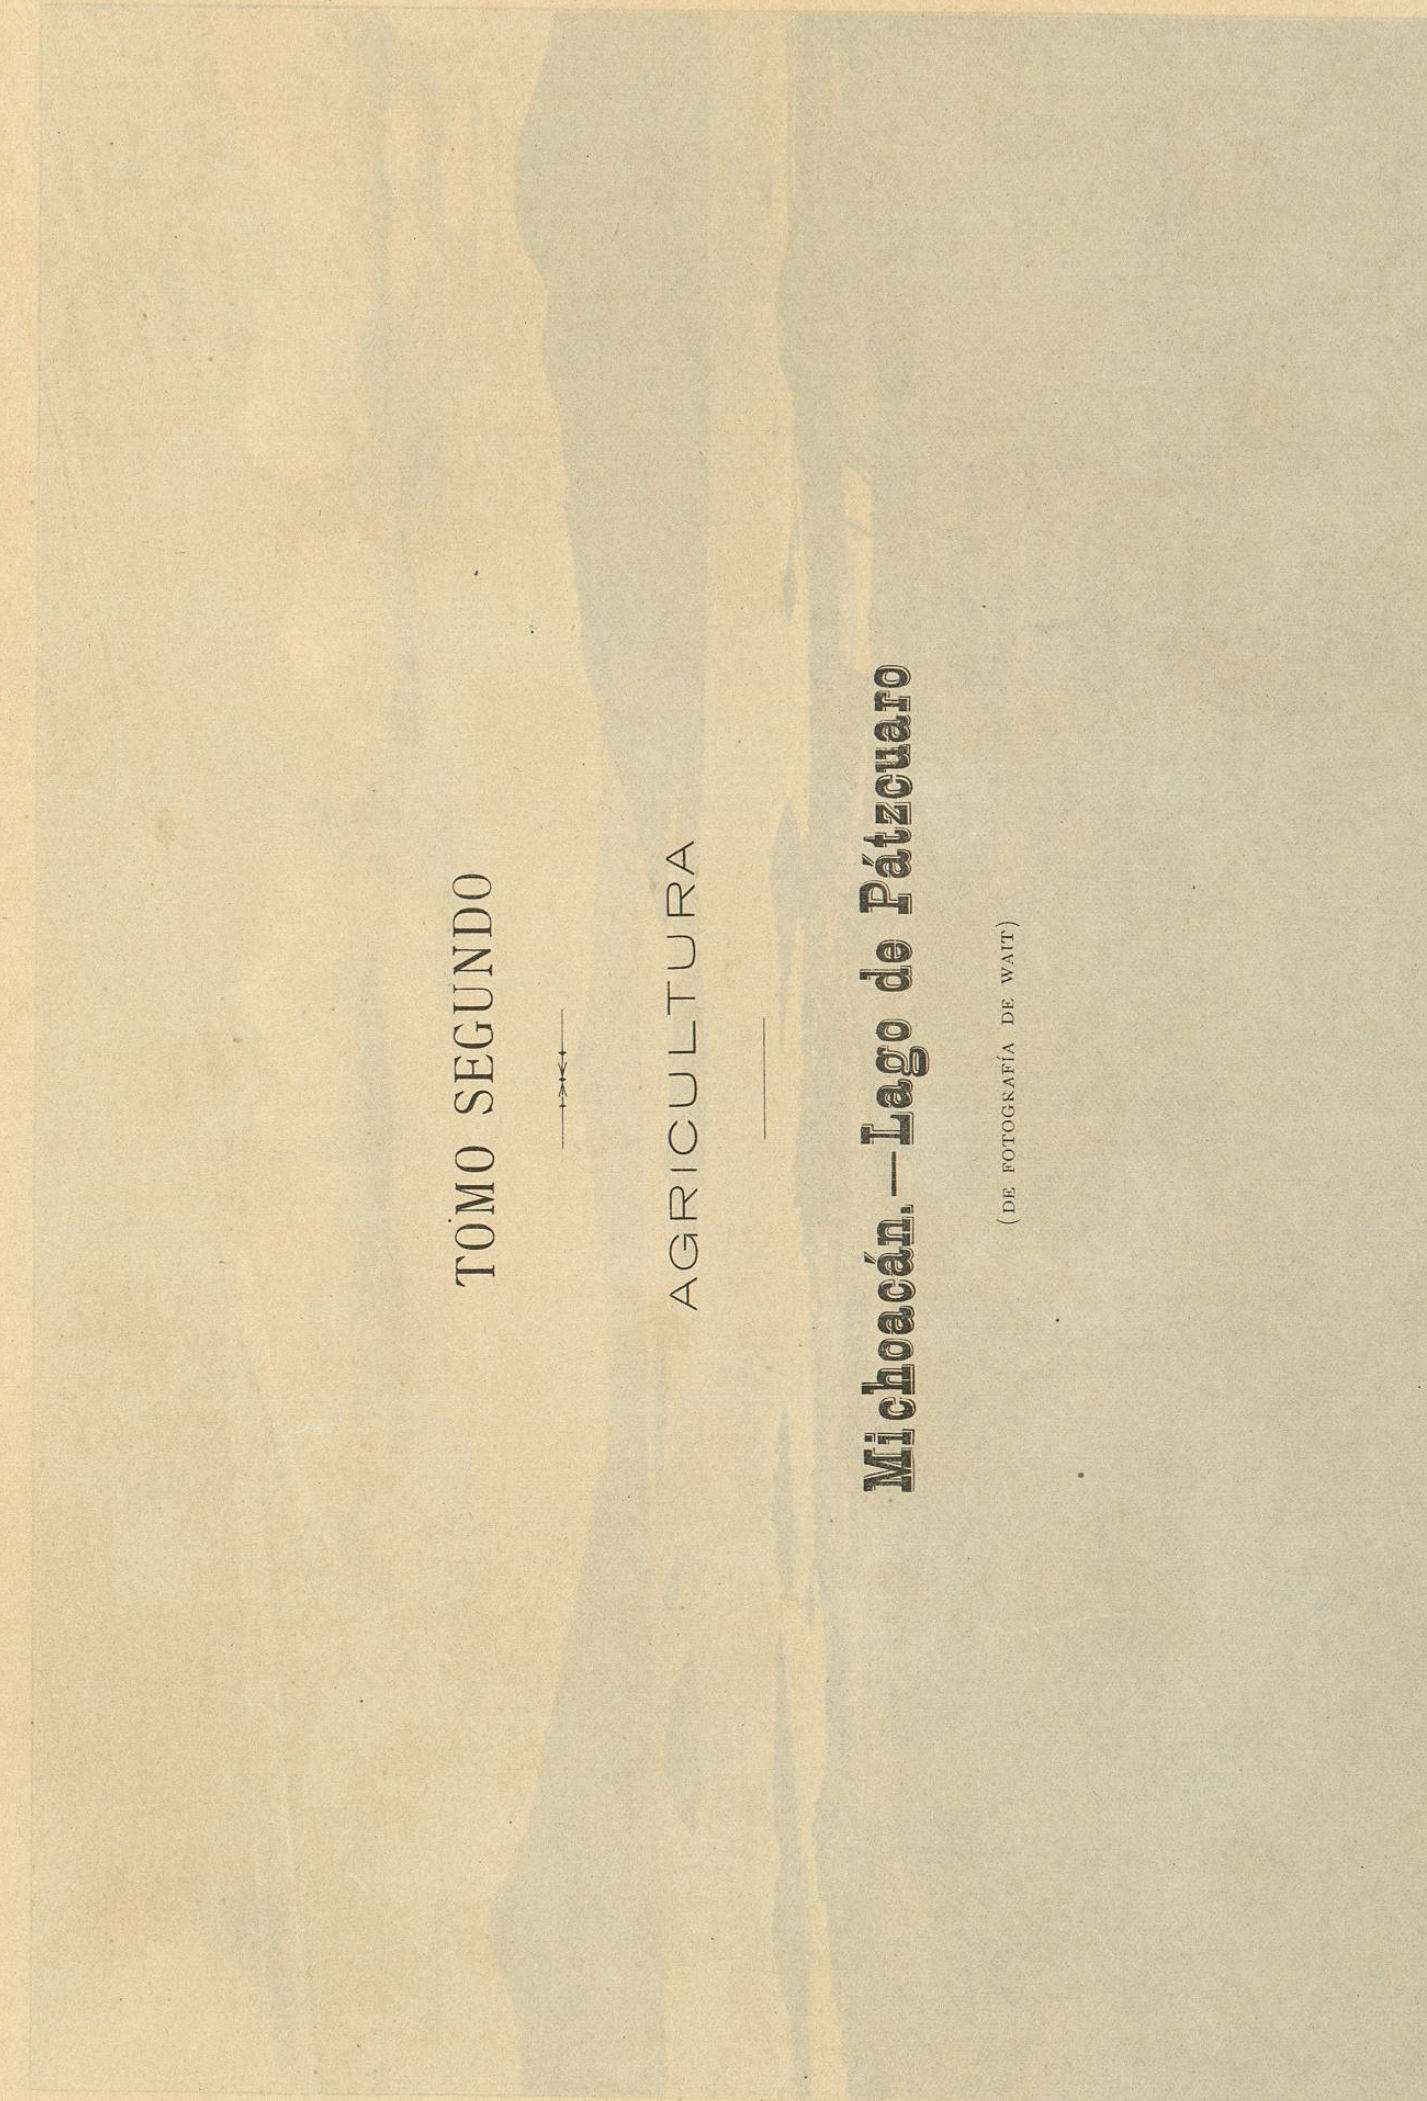 TOMO SEGUNDO
AGRICULTURA
Michoacán.—Lago de Pátzcuaro
(DE FOTOGRAFÍA DE WAIT)